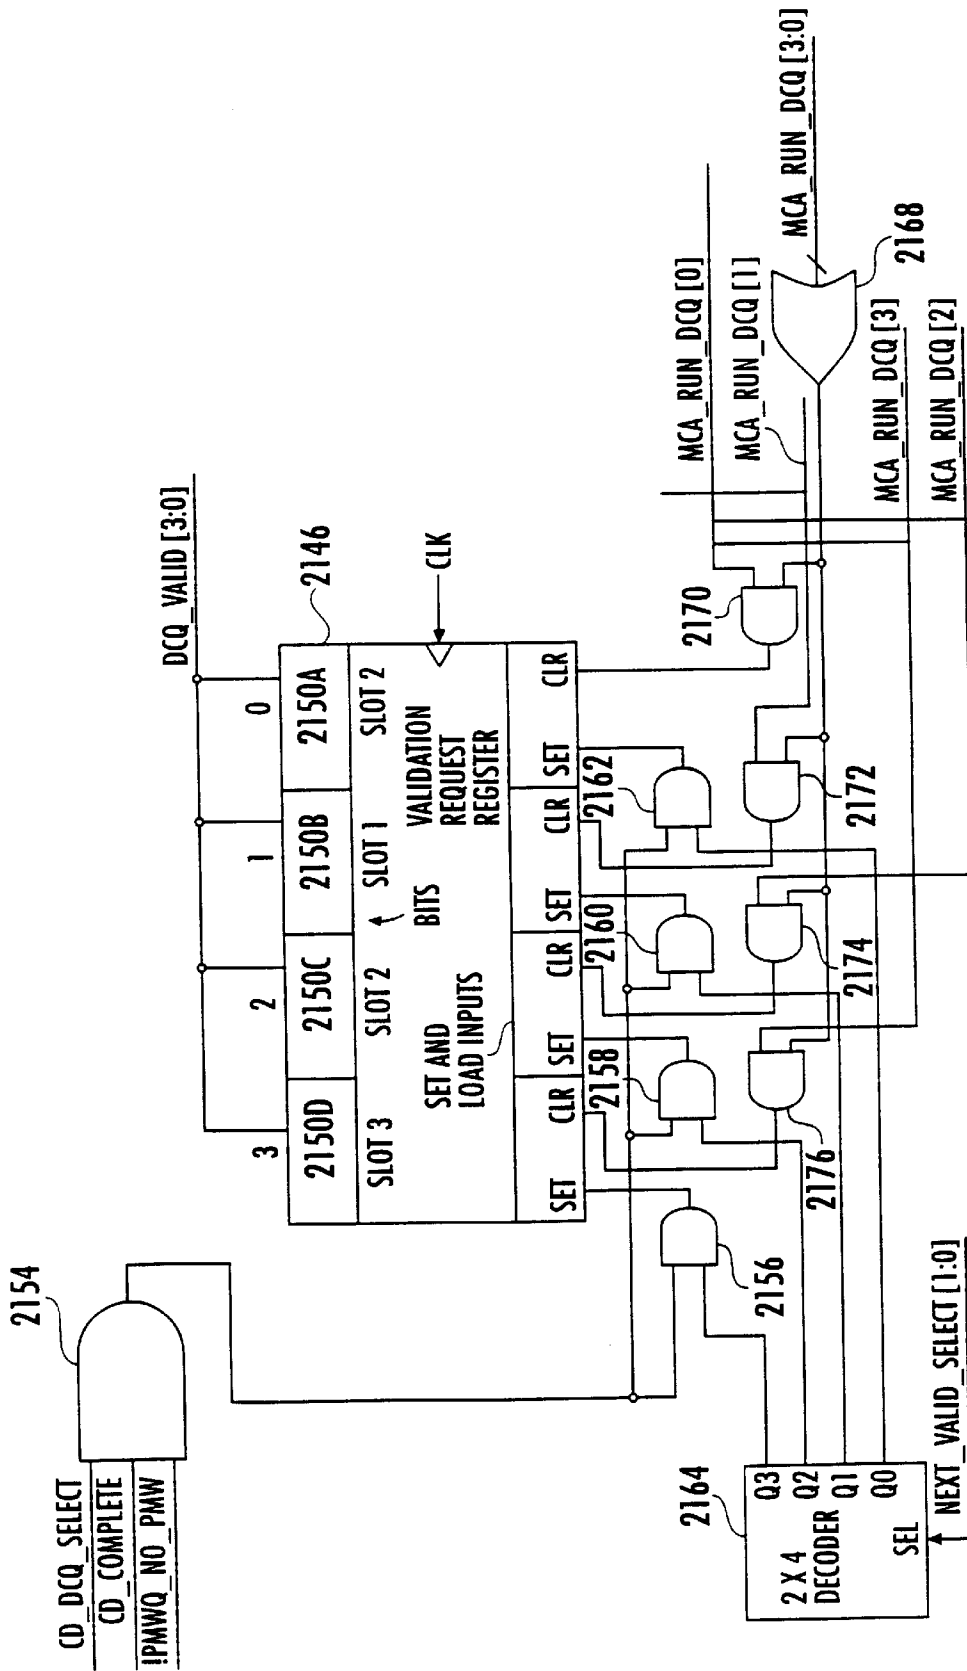 CD_DCQ_SELECT
CD_COMPLETE
!PMWQ_NO_PMW
2154
DCQ_VALID [3:0]
3
2
1
0
2150D
2150C
2150B
2150A
2146
SLOT 3
SLOT 2
SLOT 1
SLOT 2
BITS
SET AND
LOAD INPUTS
VALIDATION
REQUEST
REGISTER
CLK
SET
CLR
SET
CLR
SET
CLR
SET
CLR
2156
2158
2160
2162
2164
2 X 4
DECODER
Q3
Q2
Q1
Q0
SEL
NEXT_VALID_SELECT [1:0]
2176
2174
2172
2170
MCA_RUN_DCQ [0]
MCA_RUN_DCQ [1]
MCA_RUN_DCQ [3:0]
2168
MCA_RUN_DCQ [3]
MCA_RUN_DCQ [2]